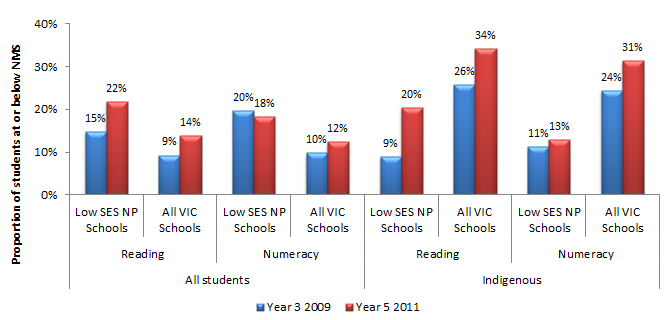 Proportion of students at or below NMS
40%
30%
20%
10%
0%
15%
22%
9%
14%
20%
18%
10%
12%
9%
20%
26%
34%
11%
13%
24%
31%
Low SES NP
Schools
All VIC
Schools
Low SES NP
Schools
All VIC
Schools
Low SES NP
Schools
All VIC
Schools
Low SES NP
Schools
All VIC
Schools
Reading
Numeracy
Reading
Numeracy
All students
Indigenous
Year 3 2009
Year 5 2011